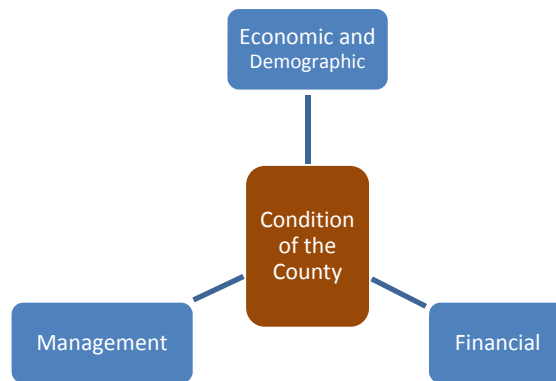 Economic and
Demographic
Condition
of the
County
Management
Financial